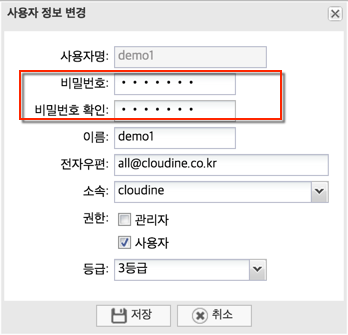 사용자 정보 변경
사용자명: demo1
비밀번호: •••••••
비밀번호 확인: •••••••
이름: demo1
전자우편: all@cloudine.co.kr
소속: cloudine
권한: 관리자
사용자
등급: 3등급
저장 취소